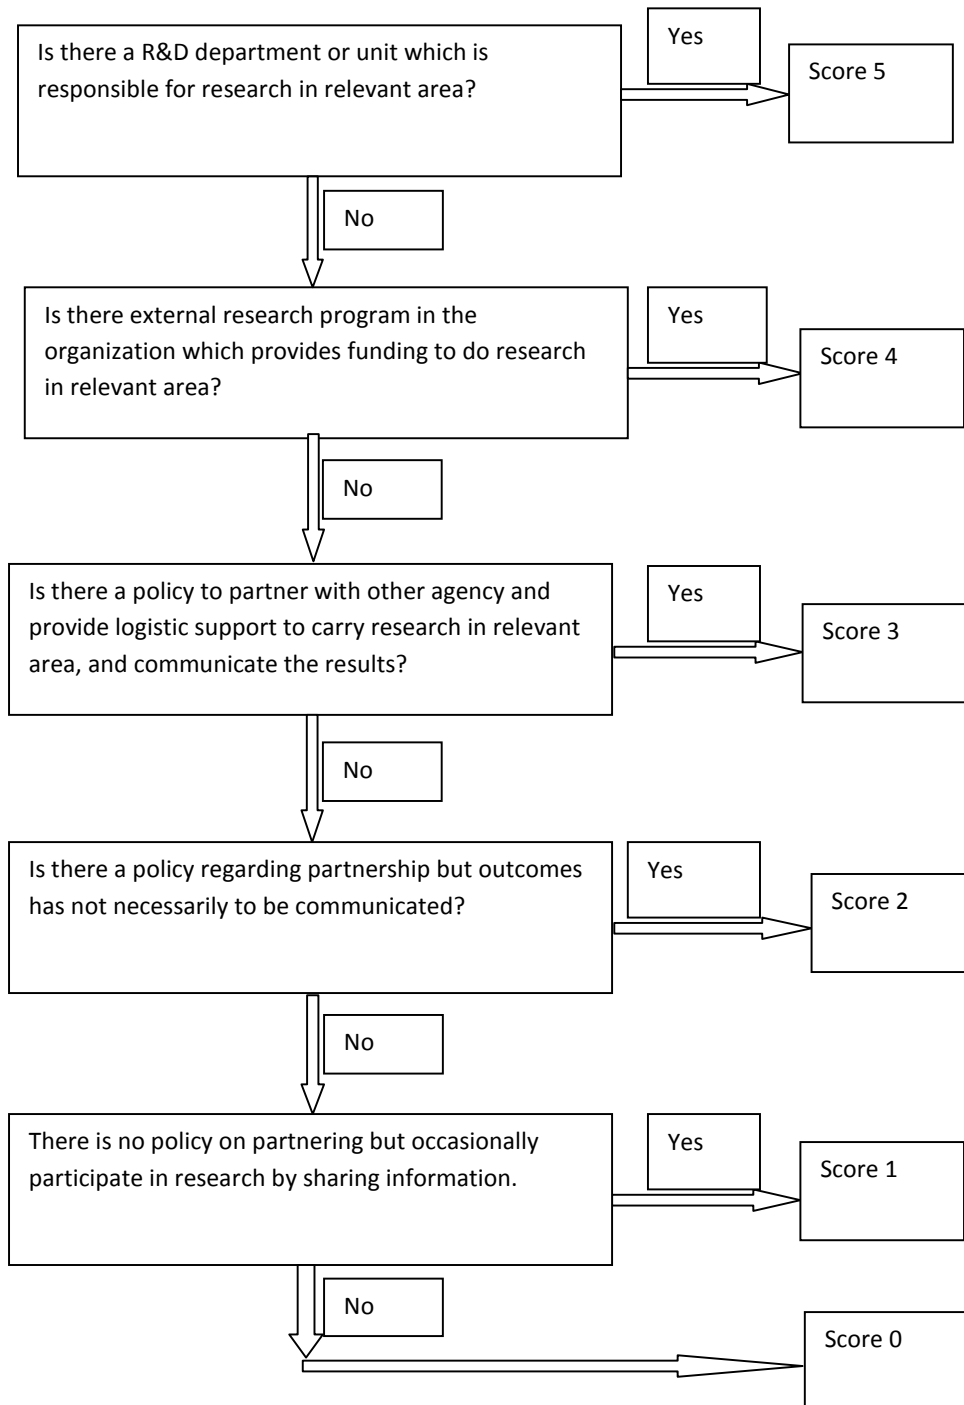 Is there a R&D department or unit which is
responsible for research in relevant area?
Yes
Score 5
No
Is there external research program in the
organization which provides funding to do research
in relevant area?
Yes
Score 4
No
Is there a policy to partner with other agency and
provide logistic support to carry research in relevant
area, and communicate the results?
Yes
Score 3
No
Is there a policy regarding partnership but outcomes
has not necessarily to be communicated?
Yes
Score 2
No
There is no policy on partnering but occasionally
participate in research by sharing information.
Yes
Score 1
No
Score 0